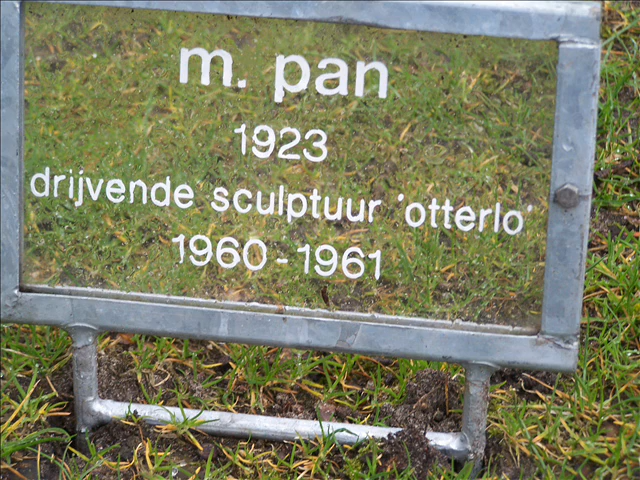 m. pan
1923
drijvende sculptuur 'otterlo'
1960 - 1961